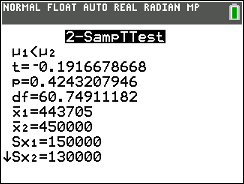 NORMAL FLOAT AUTO REAL RADIAN MP
2-SampTTest
μ1<μ2
t=-0.1916678668
p=0.4243207946
df=60.74911182
x̄1=443705
x̄2=450000
Sx1=150000
↓Sx2=130000